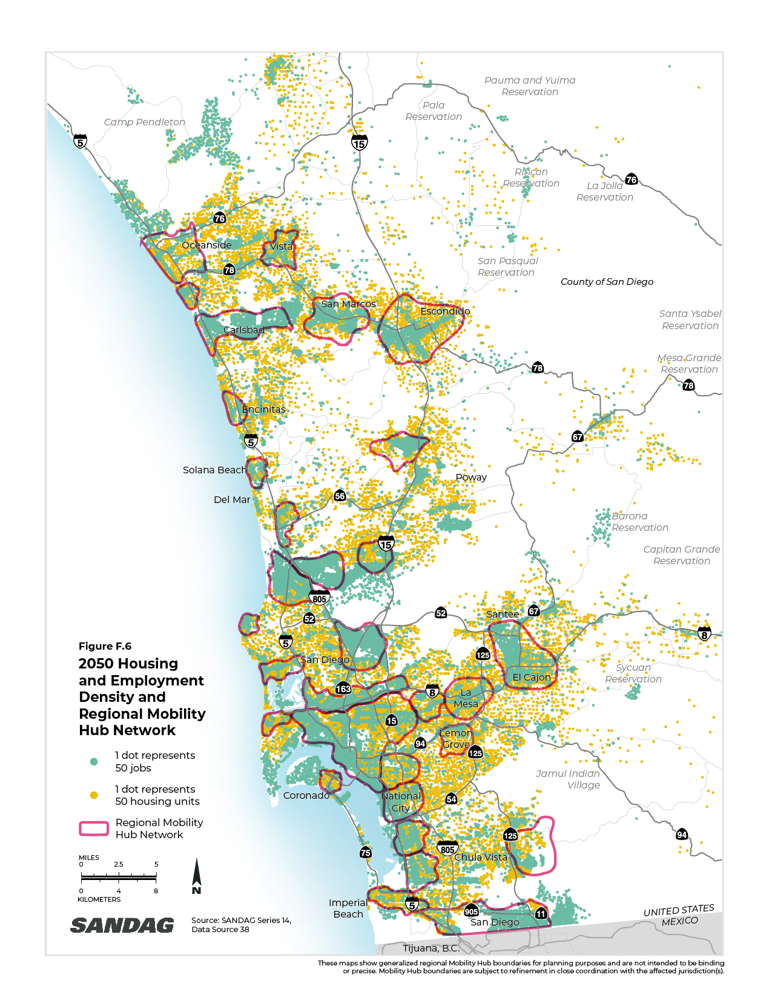 Pauma and Yuima
Reservation
Pala
Reservation
Camp Pendleton
5
15
Rincon
Reservation
La Jolla
Reservation
76
76
Oceanside
Vista
78
San Pasqual
Reservation
County of San Diego
San Marcos
Escondido
Santa Ysabel
Reservation
Carlsbad
Mesa Grande
Reservation
78
78
Encinitas
67
5
Solana Beach
Poway
Del Mar
56
Barona
Reservation
15
Capitan Grande
Reservation
805
52
52
Santee
67
8
5
San Diego
125
Sycuan
Reservation
El Cajon
163
8
La
Mesa
15
Lemon
Grove
94
125
Jamul Indian
Village
Coronado
National
City
54
125
94
75
805
Chula Vista
Imperial
Beach
5
905
11
San Diego
UNITED STATES
MEXICO
Tijuana, B.C.
Figure F.6
2050 Housing
and Employment
Density and
Regional Mobility
Hub Network
1 dot represents
50 jobs
1 dot represents
50 housing units
Regional Mobility
Hub Network
MILES
0 2.5 5
0 4 8
KILOMETERS
N
SANDAG
Source: SANDAG Series 14,
Data Source 38
These maps show generalized regional Mobility Hub boundaries for planning purposes and are not intended to be binding
or precise. Mobility Hub boundaries are subject to refinement in close coordination with the affected jurisdiction(s).